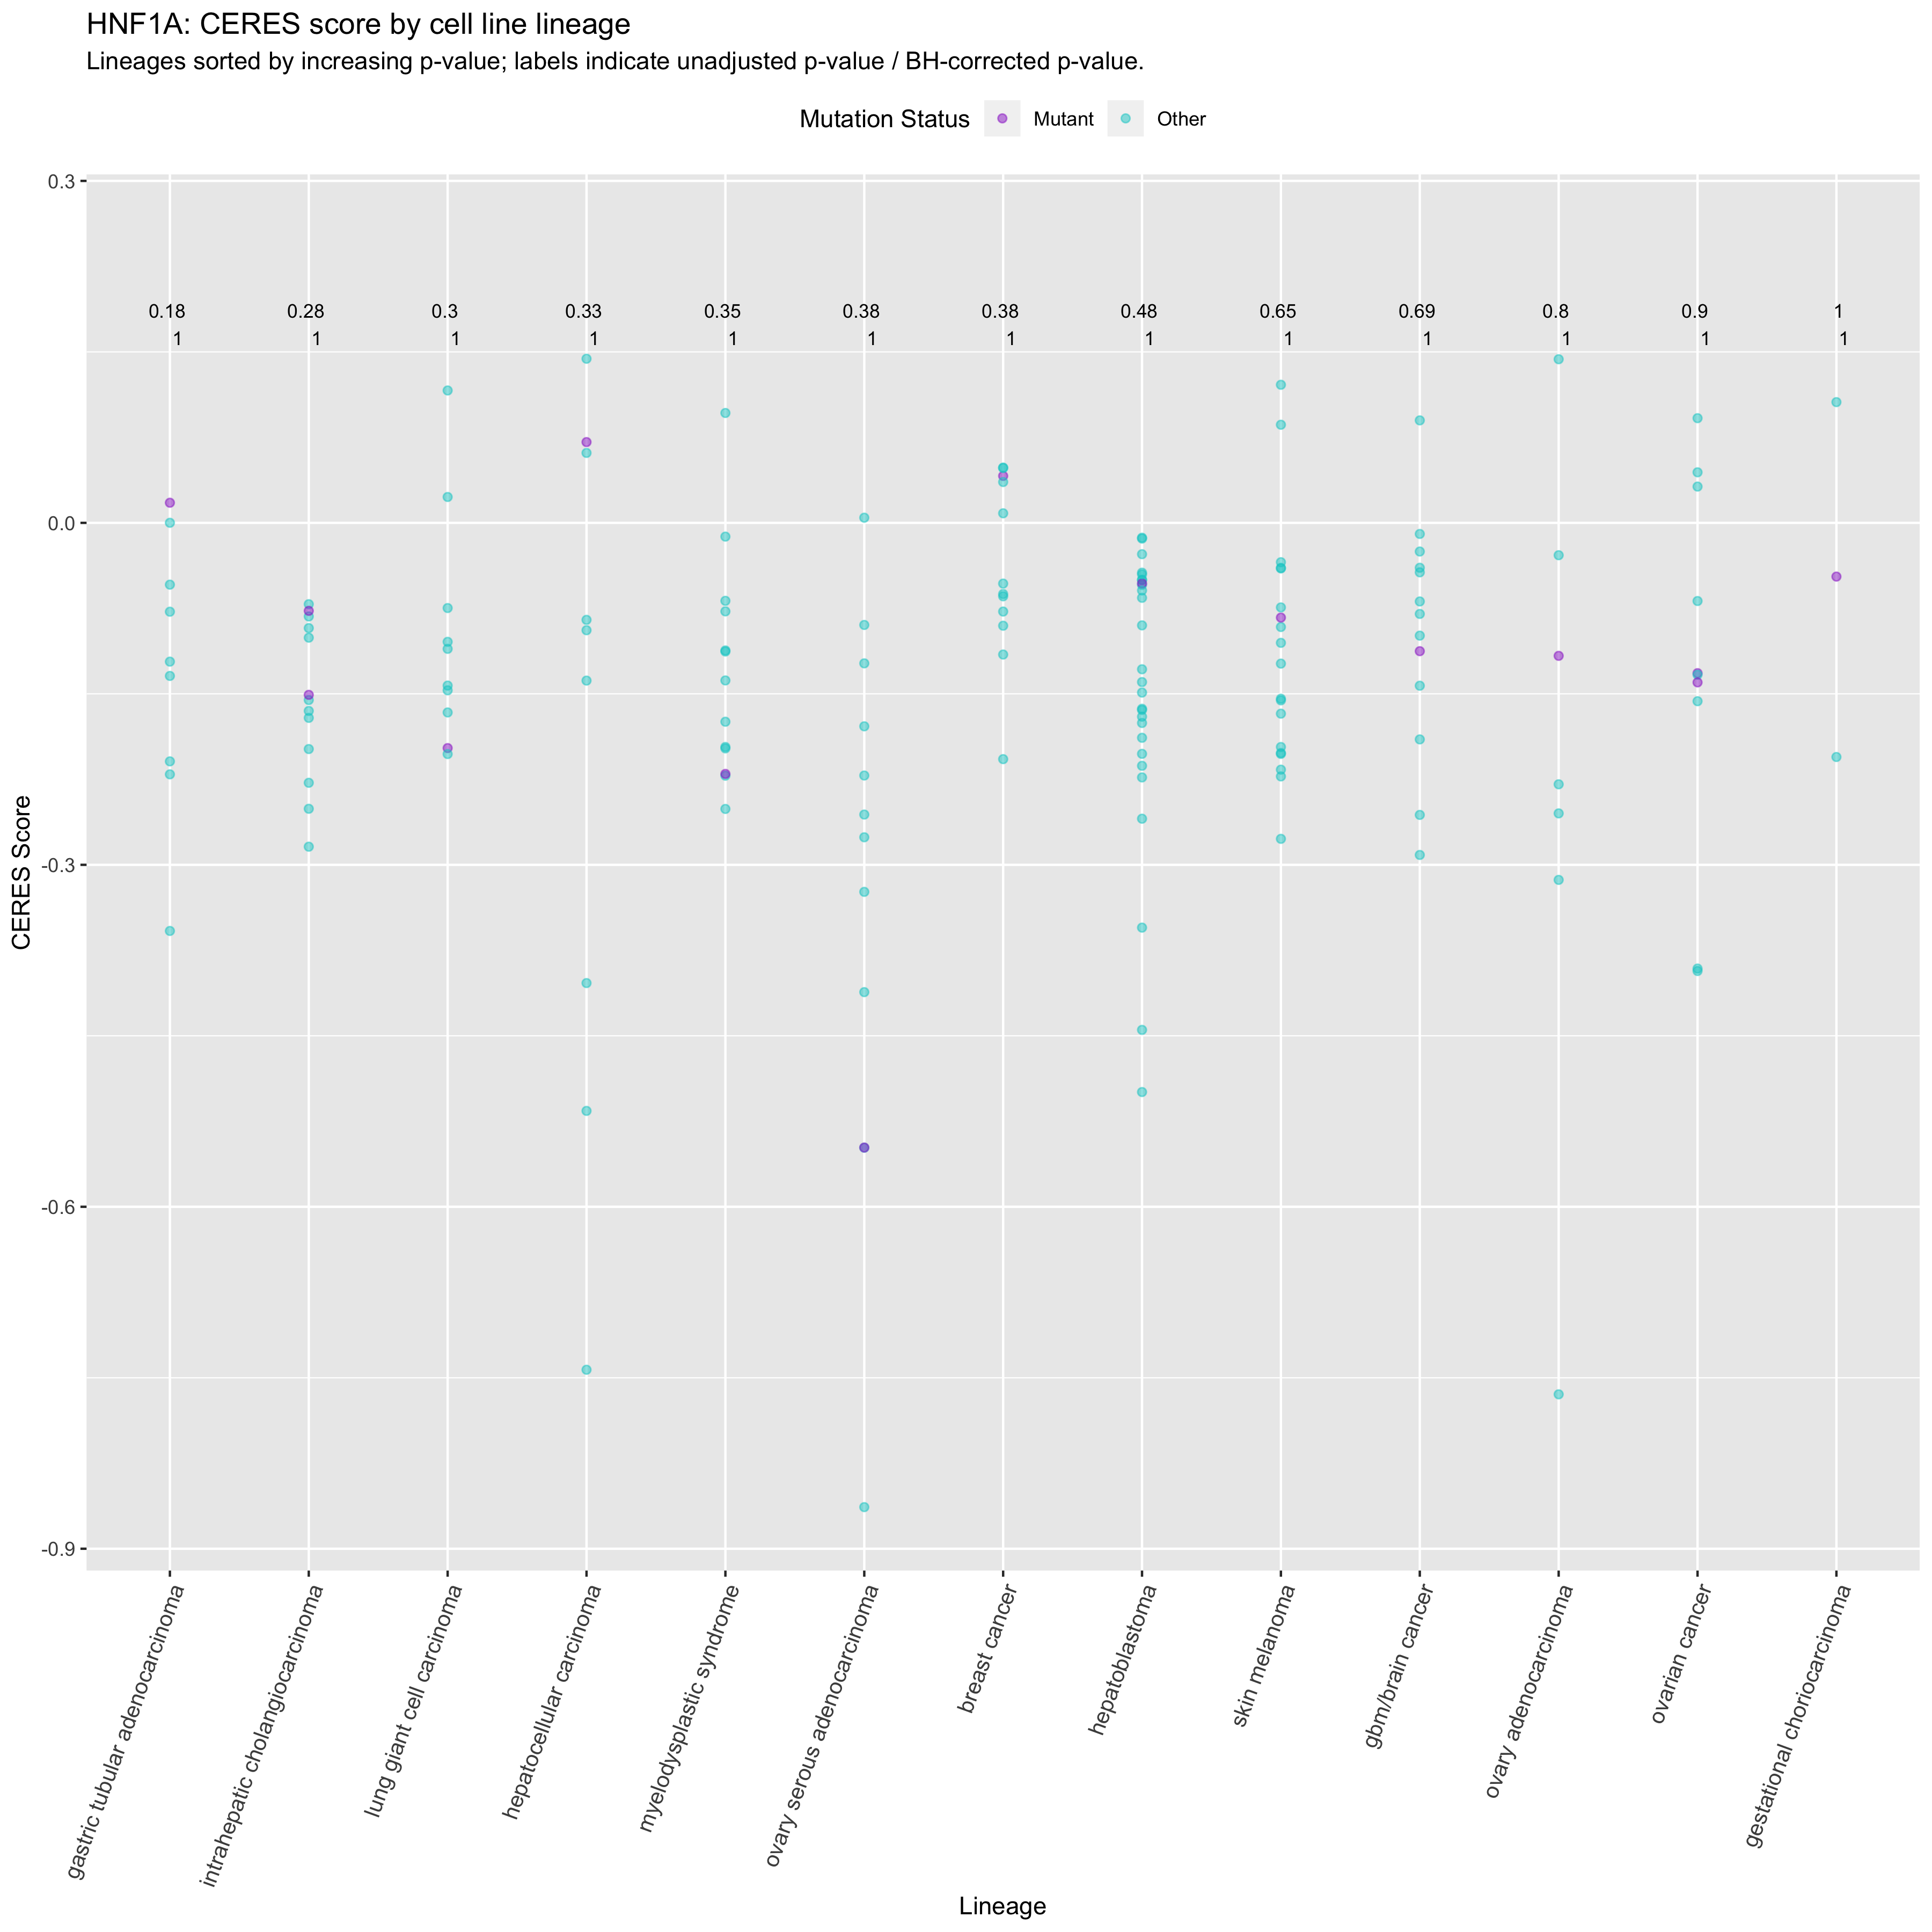 HNF1A: CERES score by cell line lineage
Lineages sorted by increasing p-value; labels indicate unadjusted p-value / BH-corrected p-value.
Mutation Status Mutant Other
0.3
0.18 0.28 0.3 0.33 0.35 0.38 0.38 0.48 0.65 0.69 0.8 0.9 1
1 1 1 1 1 1 1 1 1 1 1 1 1
0.0
-0.3
-0.6
-0.9
CERES Score
gastric tubular adenocarcinoma
intrahepatic cholangiocarcinoma
lung giant cell carcinoma
hepatocellular carcinoma
myelodysplastic syndrome
ovary serous adenocarcinoma
breast cancer
hepatoblastoma
skin melanoma
gbm/brain cancer
ovary adenocarcinoma
ovarian cancer
gestational choriocarcinoma
Lineage